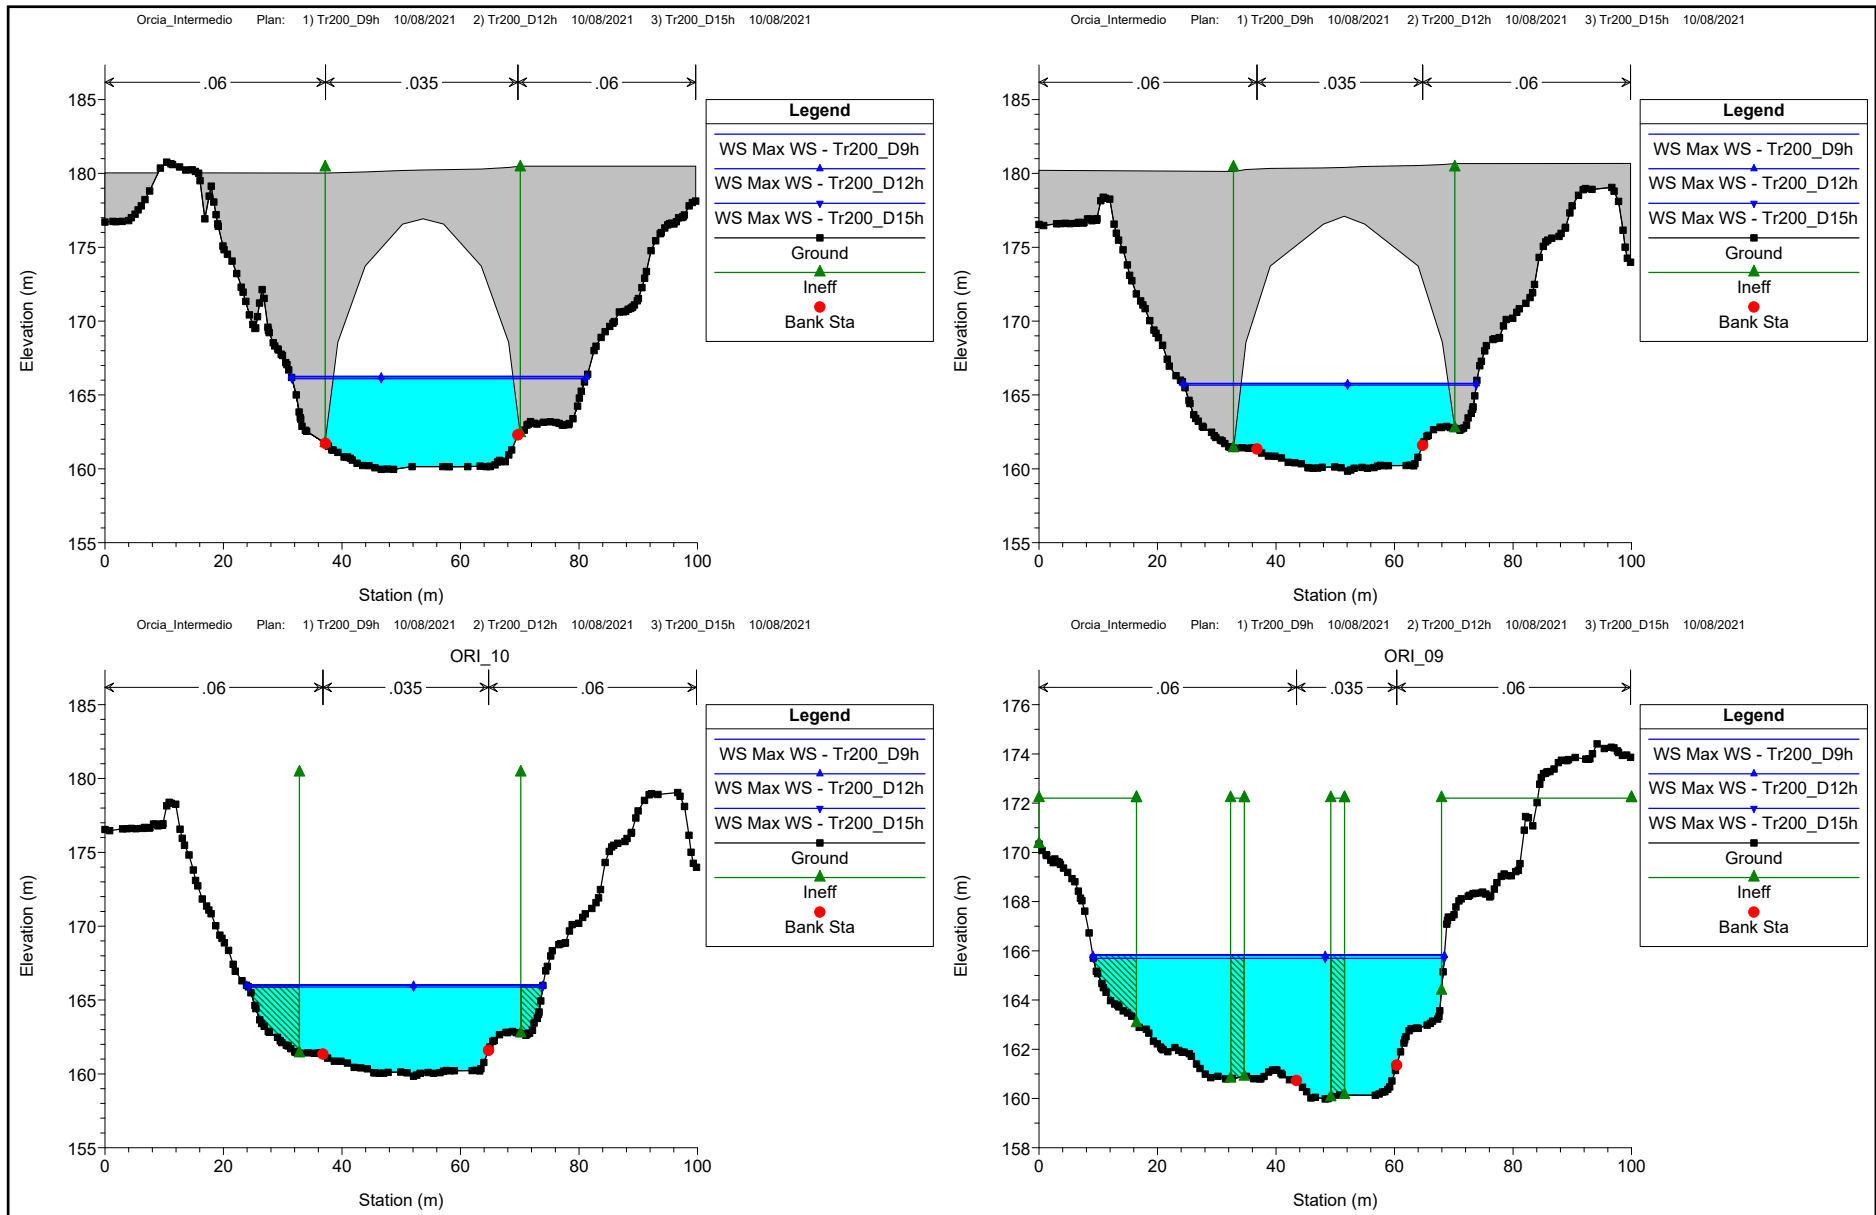 Orcia_Intermedio Plan: 1) Tr200_D9h 10/08/2021 2) Tr200_D12h 10/08/2021 3) Tr200_D15h 10/08/2021
.06 .035 .06
185
180
175
170
165
160
155
0 20 40 60 80 100
Elevation (m)
Station (m)
Legend
WS Max WS - Tr200_D9h
WS Max WS - Tr200_D12h
WS Max WS - Tr200_D15h
Ground
Ineff
Bank Sta
Orcia_Intermedio Plan: 1) Tr200_D9h 10/08/2021 2) Tr200_D12h 10/08/2021 3) Tr200_D15h 10/08/2021
.06 .035 .06
185
180
175
170
165
160
155
0 20 40 60 80 100
Elevation (m)
Station (m)
Legend
WS Max WS - Tr200_D9h
WS Max WS - Tr200_D12h
WS Max WS - Tr200_D15h
Ground
Ineff
Bank Sta
Orcia_Intermedio Plan: 1) Tr200_D9h 10/08/2021 2) Tr200_D12h 10/08/2021 3) Tr200_D15h 10/08/2021
ORI_10
.06 .035 .06
185
180
175
170
165
160
155
0 20 40 60 80 100
Elevation (m)
Station (m)
Legend
WS Max WS - Tr200_D9h
WS Max WS - Tr200_D12h
WS Max WS - Tr200_D15h
Ground
Ineff
Bank Sta
Orcia_Intermedio Plan: 1) Tr200_D9h 10/08/2021 2) Tr200_D12h 10/08/2021 3) Tr200_D15h 10/08/2021
ORI_09
.06 .035 .06
176
174
172
170
168
166
164
162
160
158
0 20 40 60 80 100
Elevation (m)
Station (m)
Legend
WS Max WS - Tr200_D9h
WS Max WS - Tr200_D12h
WS Max WS - Tr200_D15h
Ground
Ineff
Bank Sta